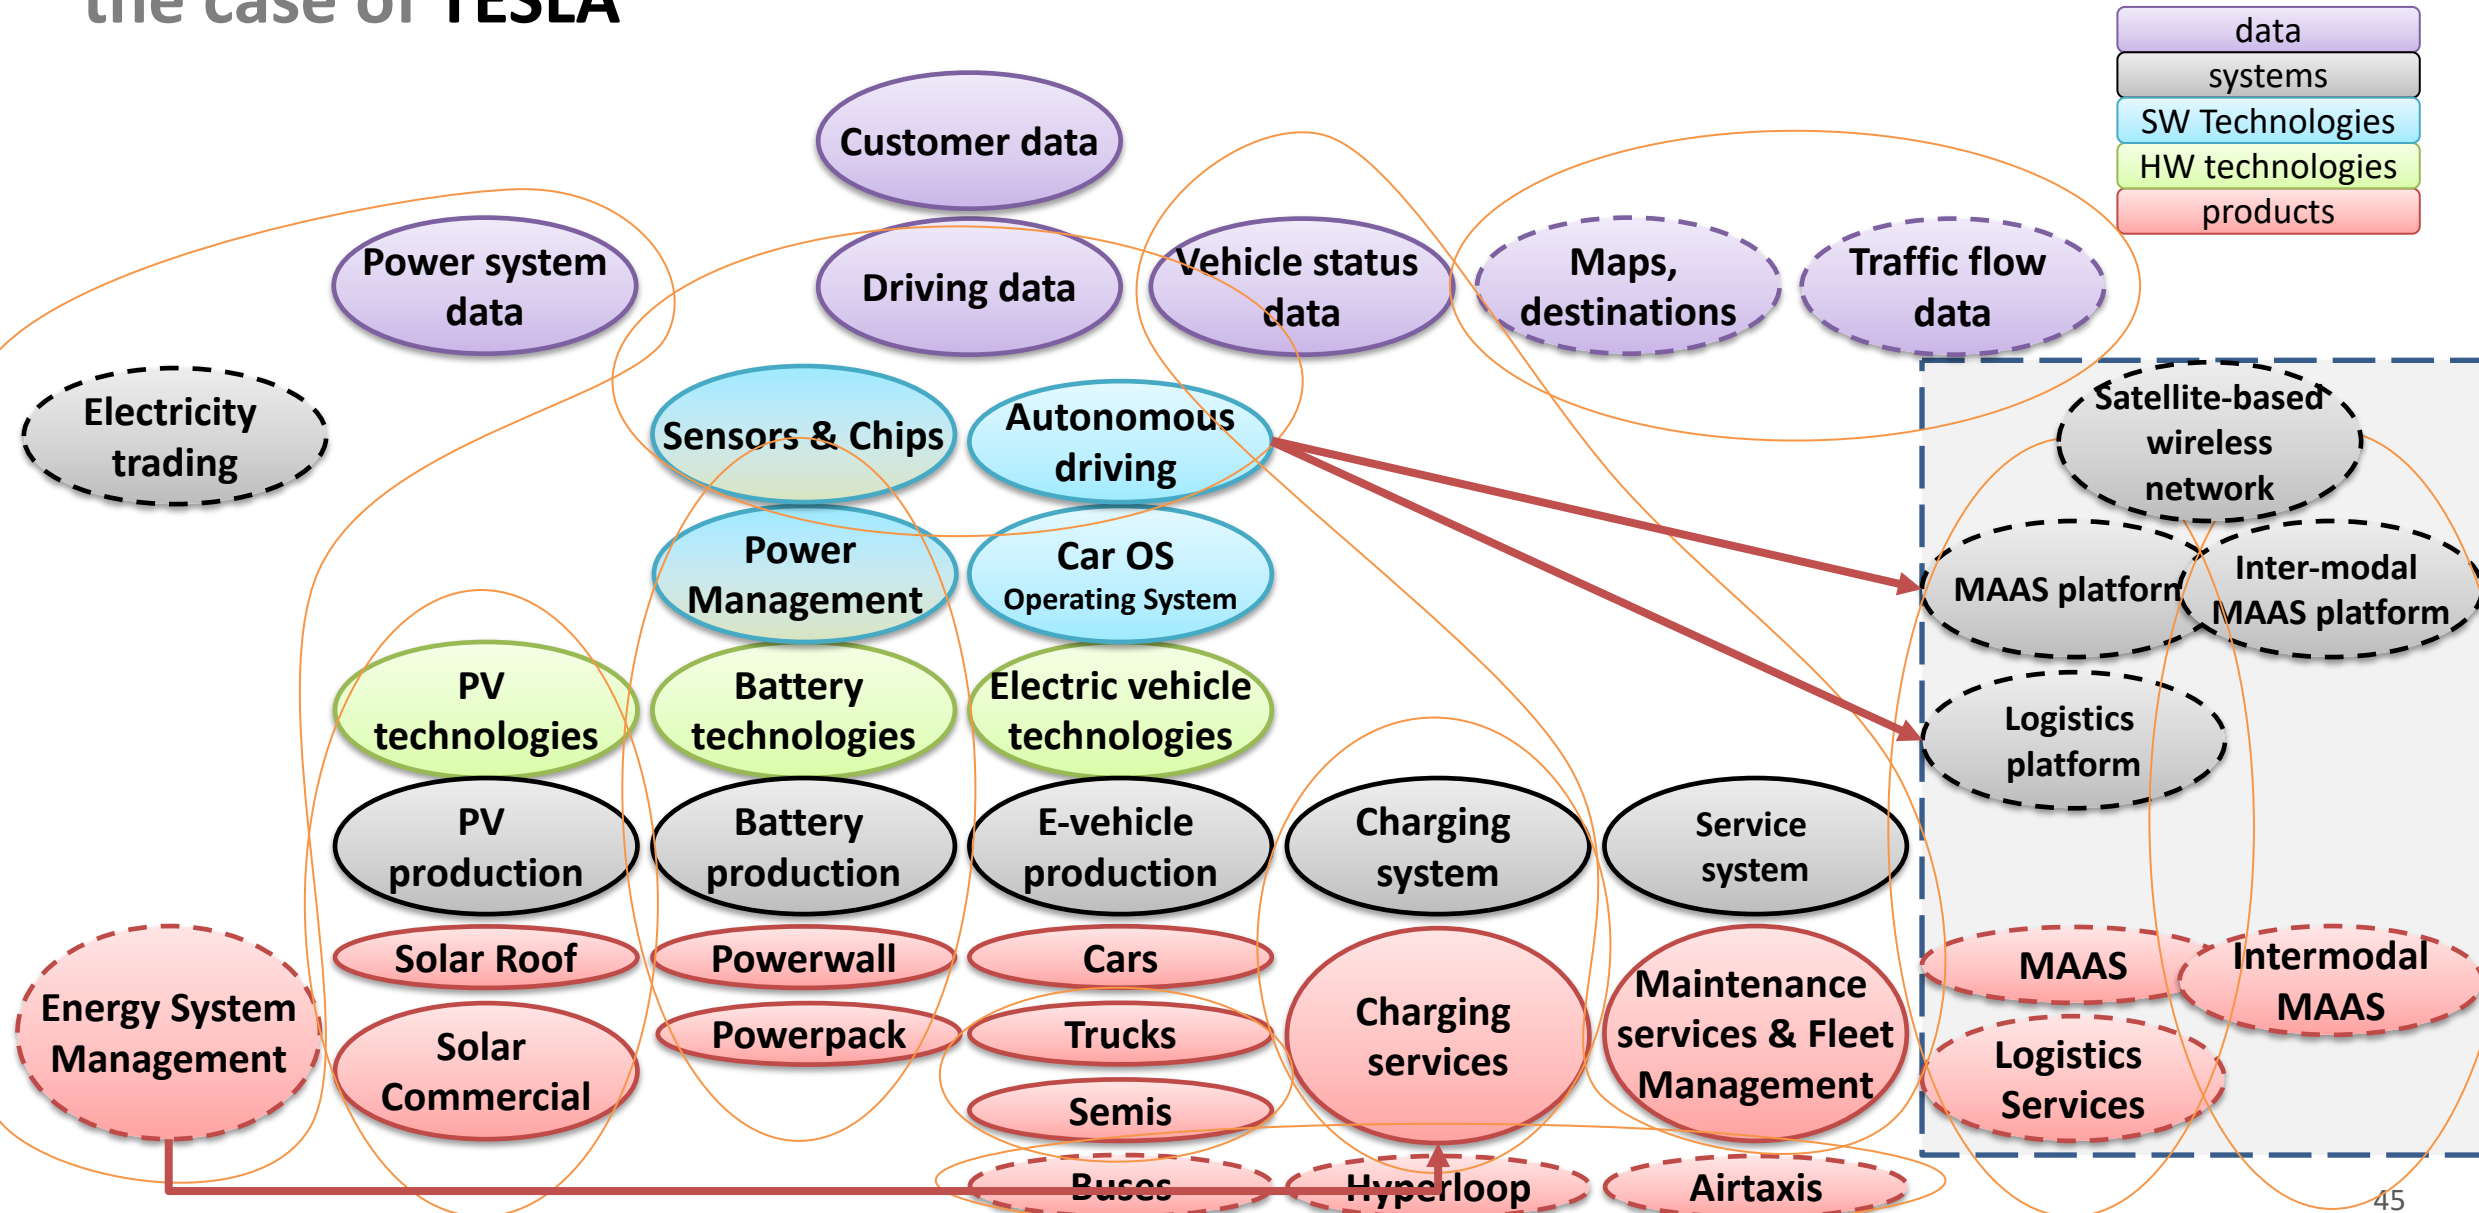 the case of TESLA
data
systems
SW Technologies
HW technologies
products
Customer data
Power system
data
Driving data
Vehicle status
data
Maps,
destinations
Traffic flow
data
Electricity
trading
Sensors & Chips
Autonomous
driving
Satellite-based
wireless
network
Power
Management
Car OS
Operating System
MAAS platform
Inter-modal
MAAS platform
PV
technologies
Battery
technologies
Electric vehicle
technologies
Logistics
platform
PV
production
Battery
production
E-vehicle
production
Charging
system
Service
system
Energy System
Management
Solar Roof
Powerwall
Cars
Charging
services
Maintenance
services & Fleet
Management
MAAS
Intermodal
MAAS
Solar
Commercial
Powerpack
Trucks
Semis
Logistics
Services
Buses
Hyperloop
Airtaxis
45